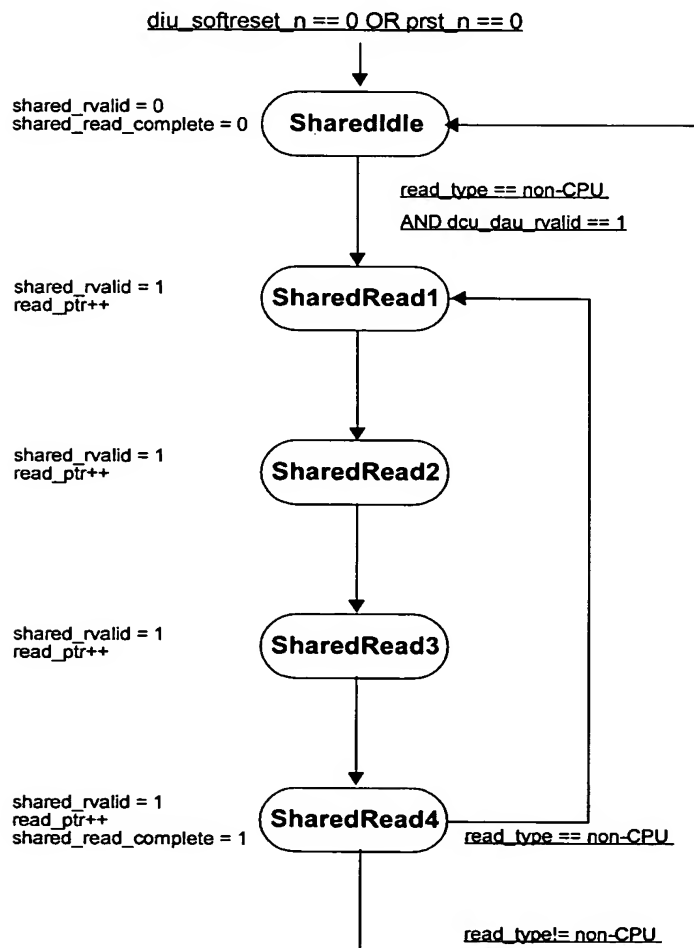 diu_softreset_n == 0 OR prst_n == 0
shared_rvalid = 0
shared_read_complete = 0
SharedIdle
read_type == non-CPU
AND dcu_dau_rvalid == 1
shared_rvalid = 1
read_ptr++
SharedRead1
shared_rvalid = 1
read_ptr++
SharedRead2
shared_rvalid = 1
read_ptr++
SharedRead3
shared_rvalid = 1
read_ptr++
shared_read_complete = 1
SharedRead4
read_type == non-CPU
read_type!= non-CPU